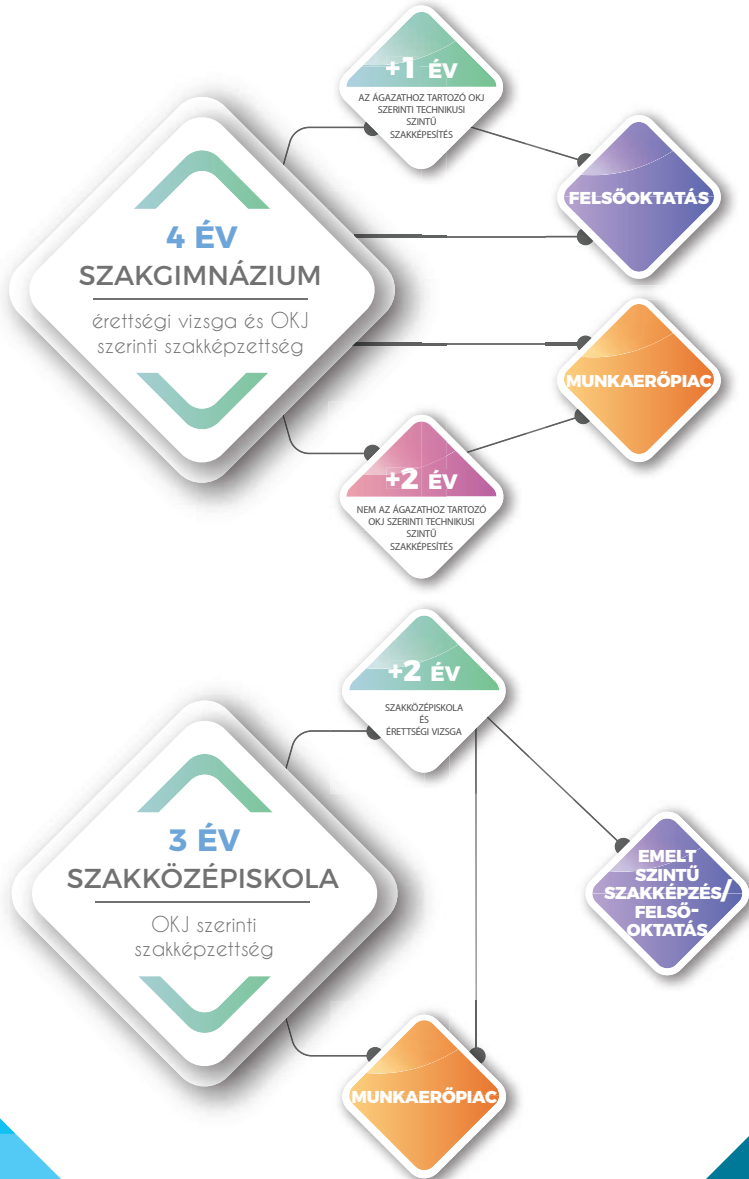 +1 ÉV
AZ ÁGAZATHOZ TARTOZÓ OKJ
SZERINTI TECHNIKUSI
SZINTŰ
SZAKKÉPESÍTÉS
FELSŐOKTATÁS
4 ÉV
SZAKGIMNÁZIUM
érettségi vizsga és OKJ
szerinti szakképzettség
MUNKAERŐPIAC
+2 ÉV
NEM AZ ÁGAZATHOZ TARTOZÓ
OKJ SZERINTI TECHNIKUSI
SZINTŰ
SZAKKÉPESÍTÉS
+2 ÉV
SZAKKÖZÉPISKOLA
ÉS
ÉRETTSÉGI VIZSGA
3 ÉV
SZAKKÖZÉPISKOLA
OKJ szerinti
szakképzettség
EMELT
SZINTŰ
SZAKKÉPZÉS/
FELSŐ-
OKTATÁS
MUNKAERŐPIAC